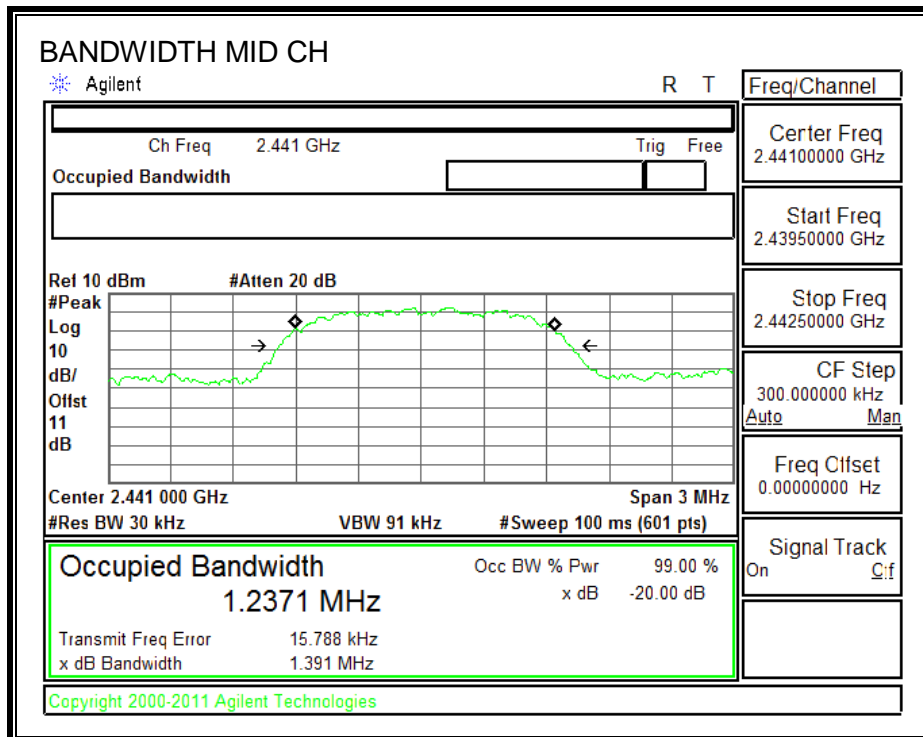 BANDWIDTH MID CH
Agilent R T
Freq/Channel
Ch Freq 2.441 GHz Trig Free
Occupied Bandwidth
Center Freq
2.44100000 GHz
Start Freq
2.43950000 GHz
Stop Freq
2.44250000 GHz
CF Step
300.000000 kHz
Auto Man
Freq Offset
0.00000000 Hz
Signal Track
On Off
Ref 10 dBm #Atten 20 dB
#Peak
Log
10
dB/
Offst
11
dB
Center 2.441 000 GHz Span 3 MHz
#Res BW 30 kHz VBW 91 kHz #Sweep 100 ms (601 pts)
Occupied Bandwidth
1.2371 MHz
Occ BW % Pwr 99.00 %
x dB -20.00 dB
Transmit Freq Error 15.788 kHz
x dB Bandwidth 1.391 MHz
Copyright 2000-2011 Agilent Technologies